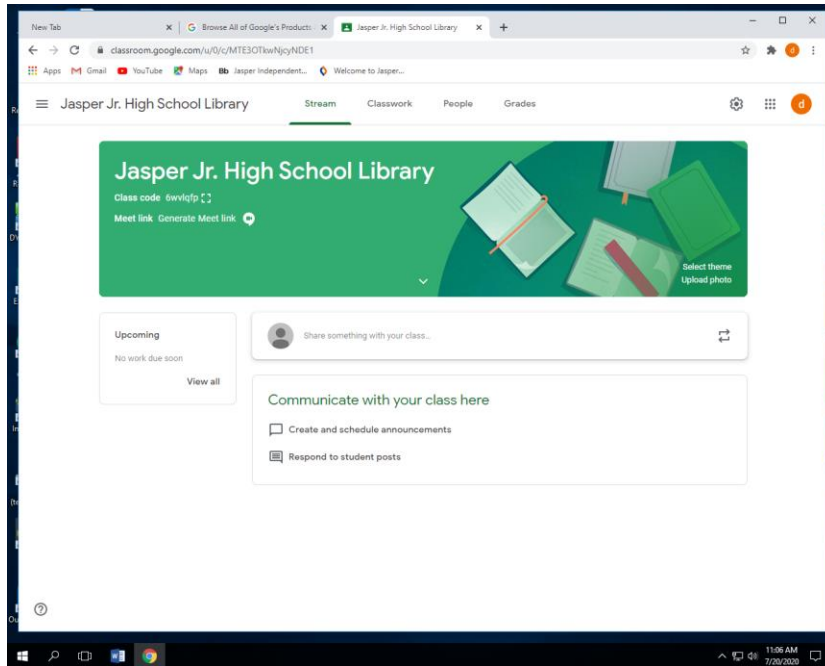 New Tab
Browse All of Google's Products
Jasper Jr. High School Library
classroom.google.com/u/0/c/MTE3OTkwNjcyNDE1
Apps Gmail YouTube Maps Bb Jasper Independent... Welcome to Jasper...
Jasper Jr. High School Library Stream Classwork People Grades d
Jasper Jr. High School Library
Class code 6wvlqfp
Meet link Generate Meet link
Select theme
Upload photo
Upcoming
No work due soon
View all
Share something with your class...
Communicate with your class here
Create and schedule announcements
Respond to student posts
11:06 AM
7/20/2020